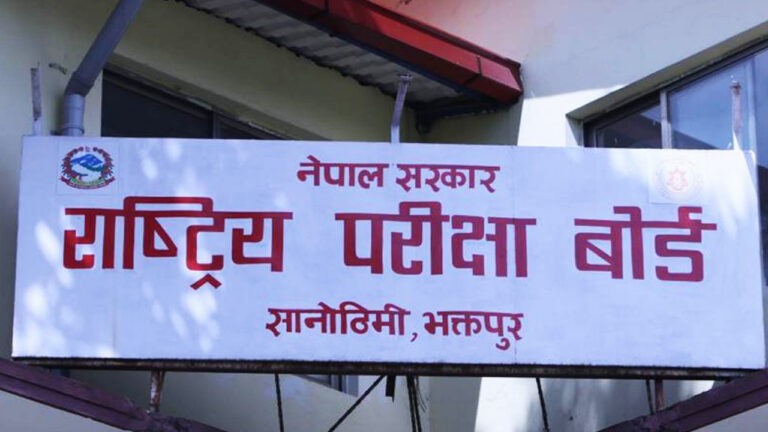 नेपाल सरकार
राष्ट्रिय परीक्षा बोर्ड
सानोठिमी, भक्तपुर